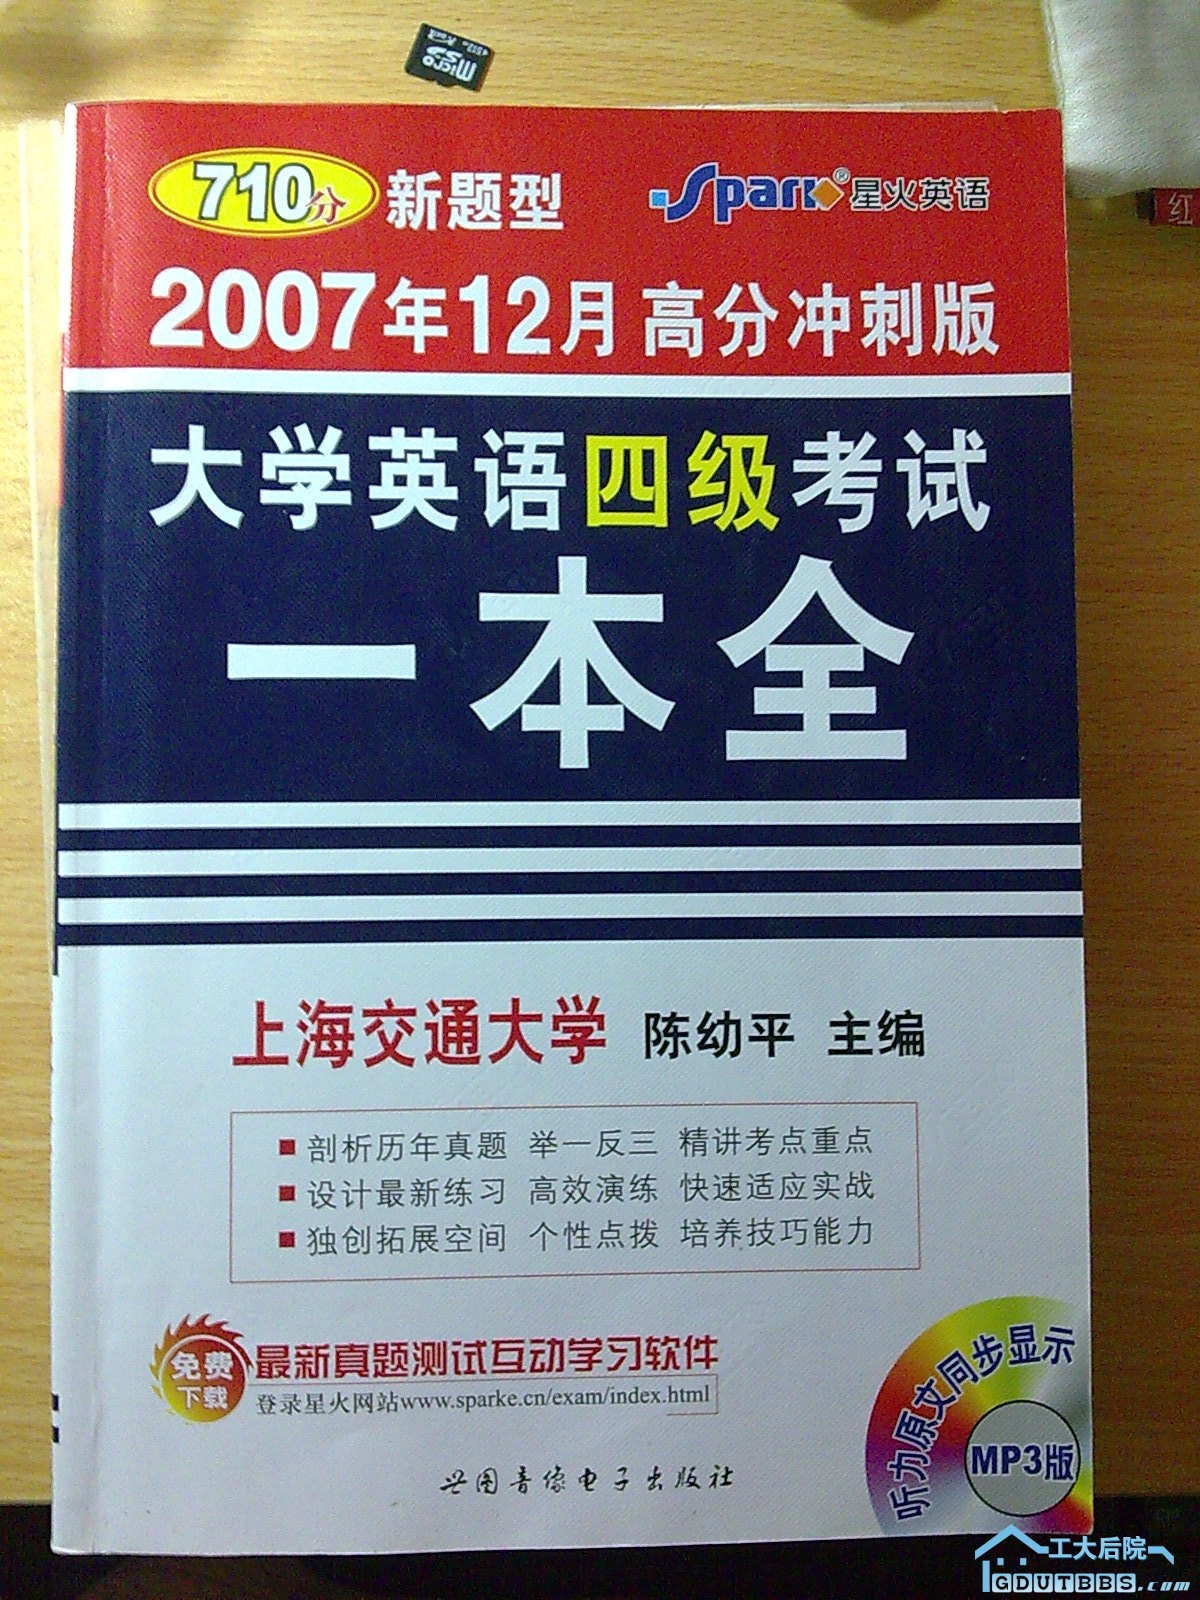 micro
SD
710分 新题型
Spark® 星火英语
红
2007年12月 高分冲刺版
大学英语四级考试
一本全
上海交通大学 陈幼平 主编
剖析历年真题 举一反三 精讲考点重点
设计最新练习 高效演练 快速适应实战
独创拓展空间 个性点拨 培养技巧能力
免费下载
最新真题测试互动学习软件
登录星火网站www.sparke.cn/exam/index.html
听力原文同步显示
MP3版
世图音像电子出版社
工大后院
GDUTBBS.com